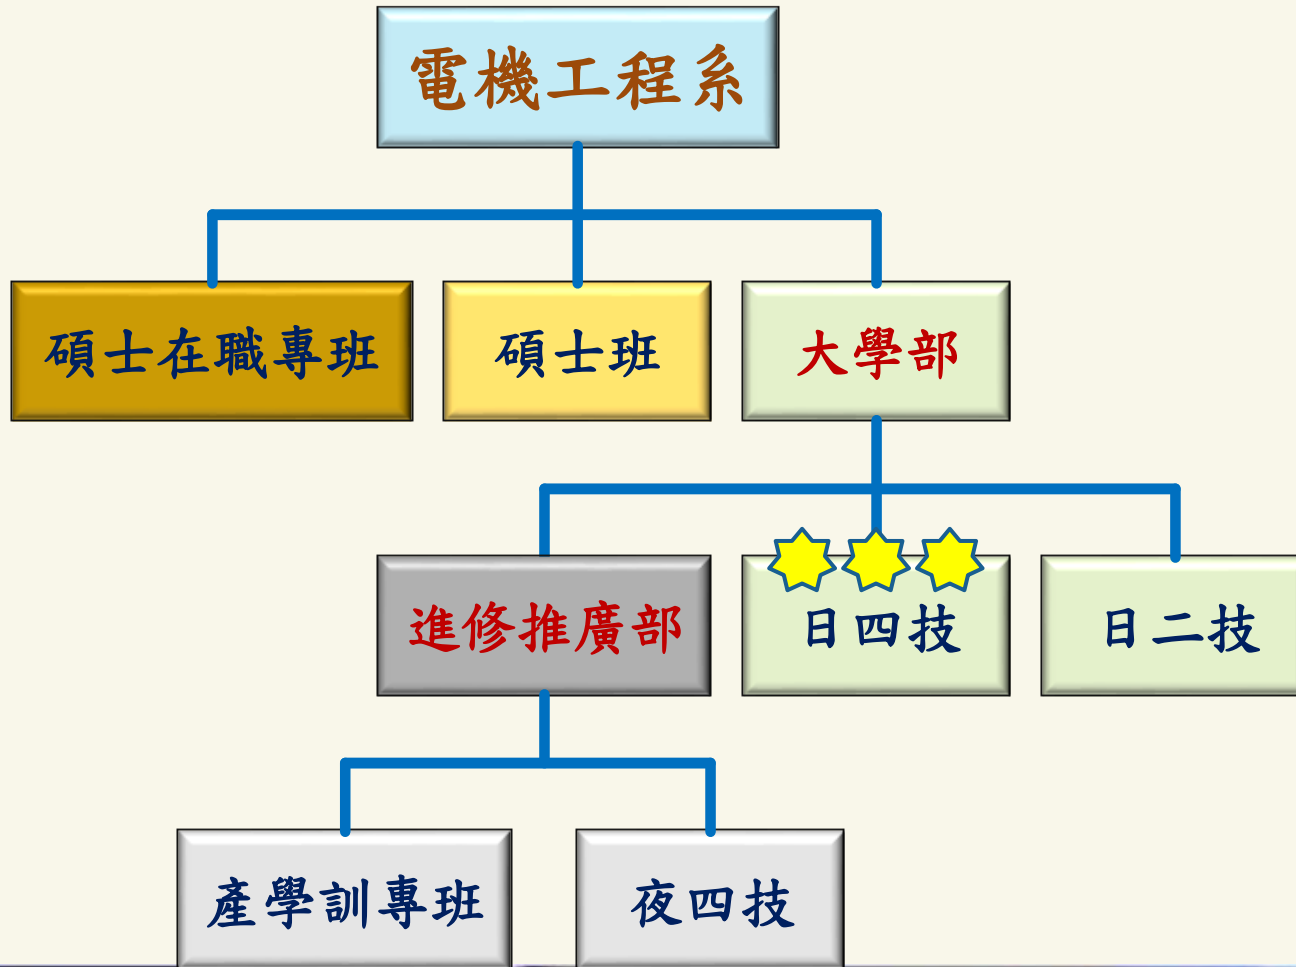 電機工程系
碩士在職專班
碩士班
大學部
進修推廣部
日四技
日二技
產學訓專班
夜四技